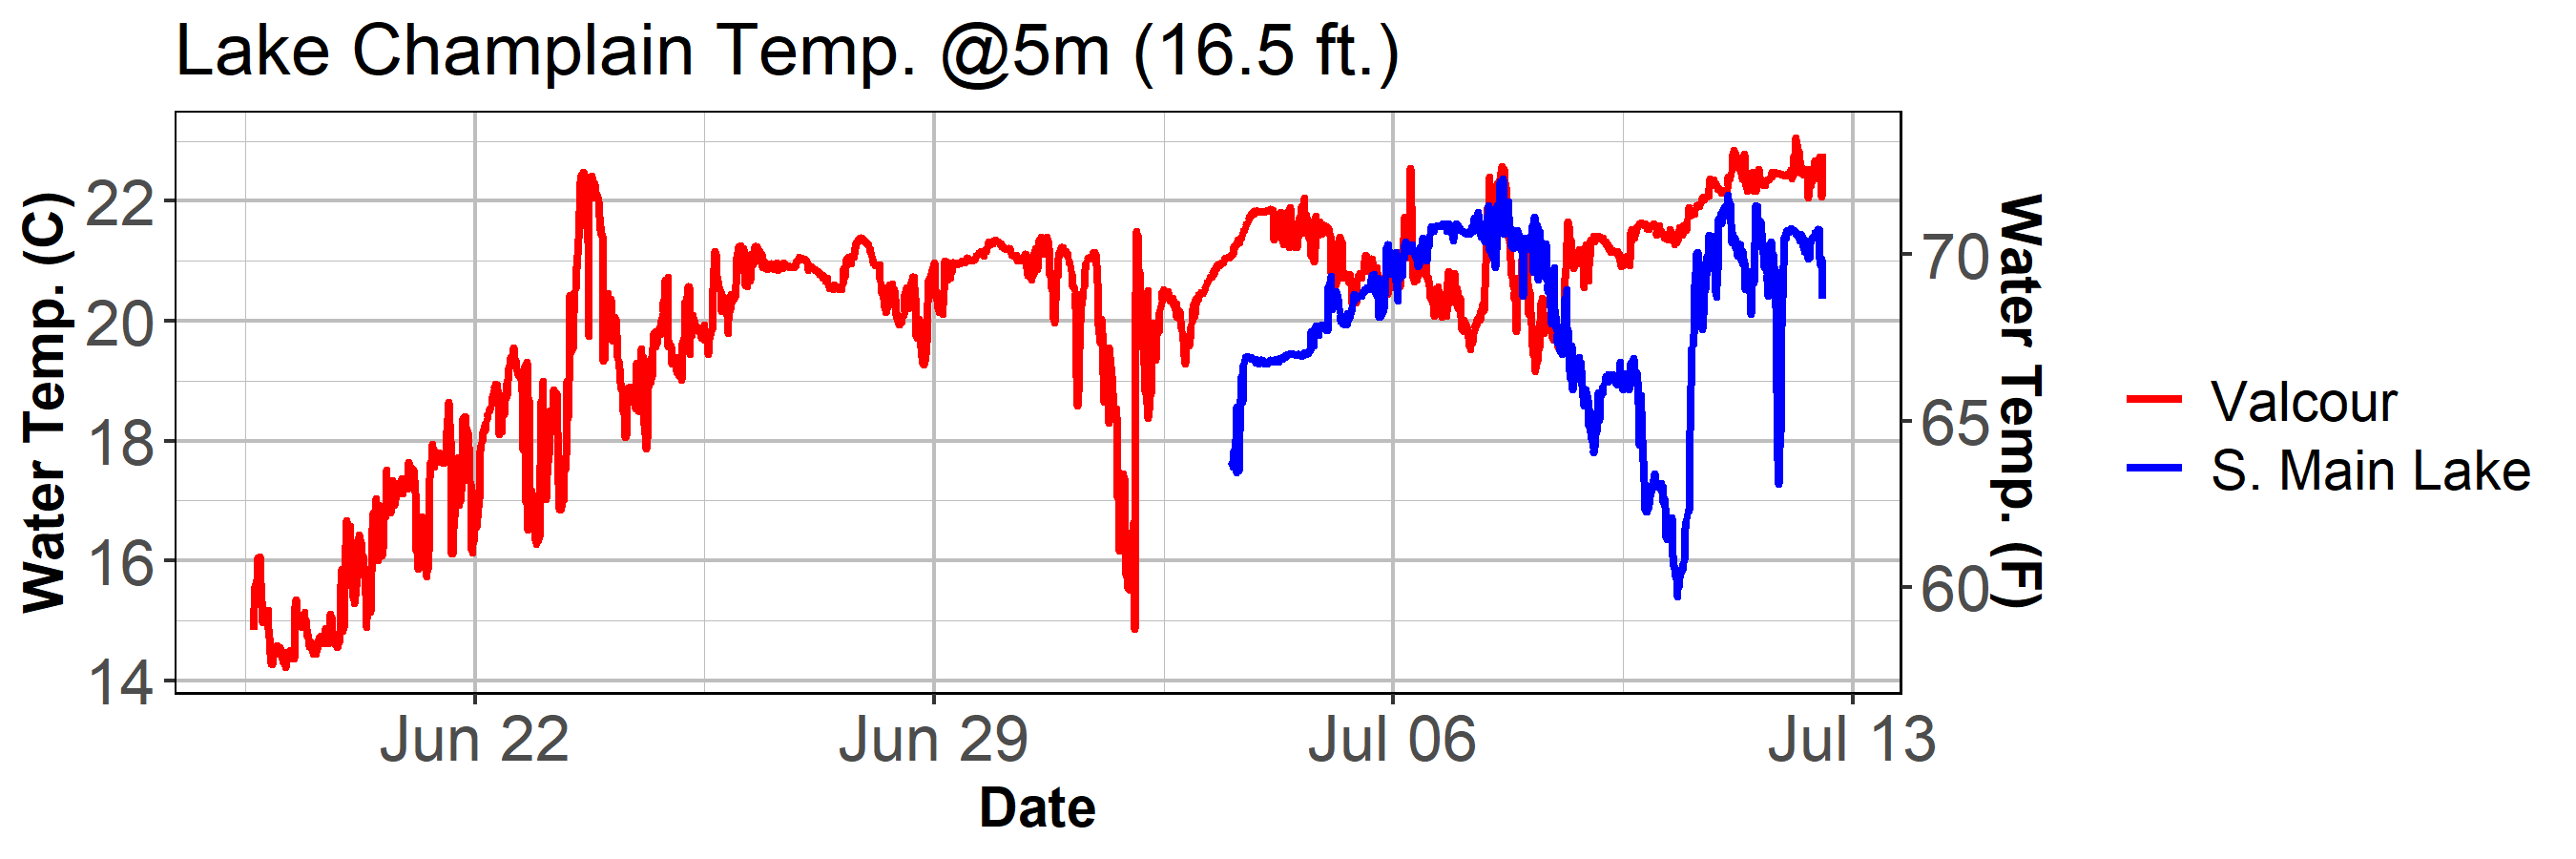 Lake Champlain Temp. @5m (16.5 ft.)
Water Temp. (C)
22
20
18
16
14
Jun 22
Jun 29
Jul 06
Jul 13
Date
70
65
60
Water Temp. (F)
Valcour
S. Main Lake